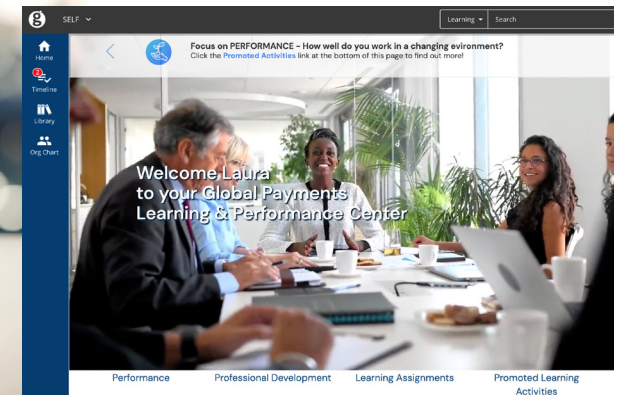 g SELF Learning Search
Focus on PERFORMANCE – How well do you work in a changing evironment?
Click the Promoted Activities link at the bottom of this page to find out more!
Home
2
Timeline
Library
Org Chart
Welcome Laura
to your Global Payments
Learning & Performance Center
Performance Professional Development Learning Assignments Promoted Learning
Activities